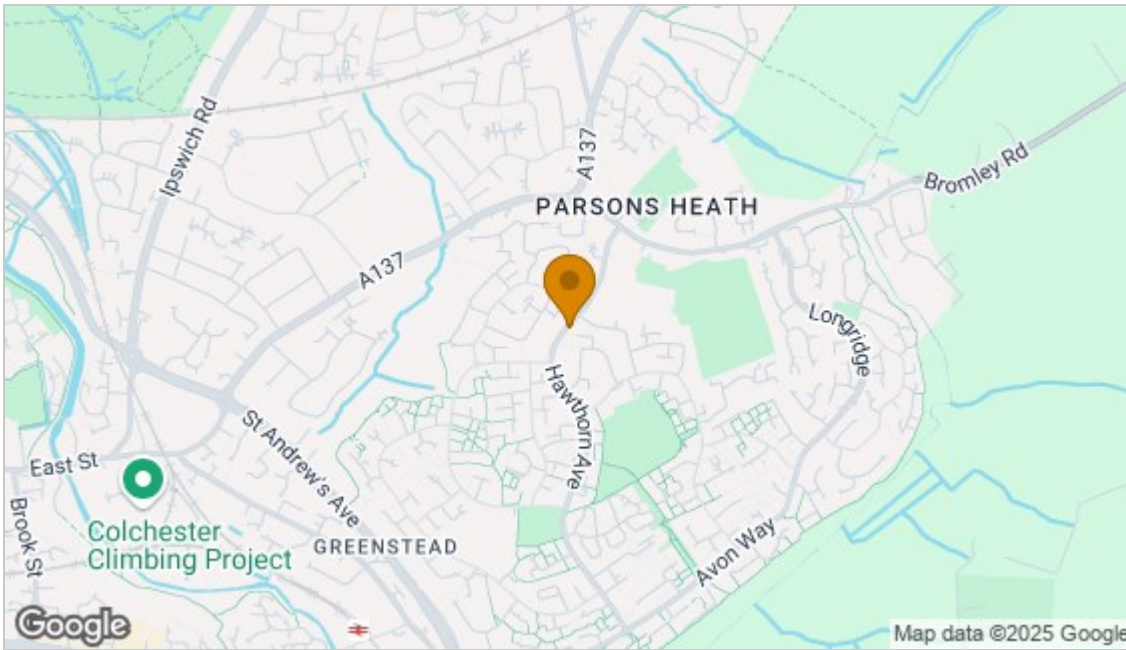 Ipswich Rd
A137
PARSONS HEATH
Bromley Rd
A137
Longridge
Hawthorn Ave
St Andrew's Ave
East St
Brook St
Colchester
Climbing Project
GREENSTEAD
Avon Way
Google
Map data ©2025 Google